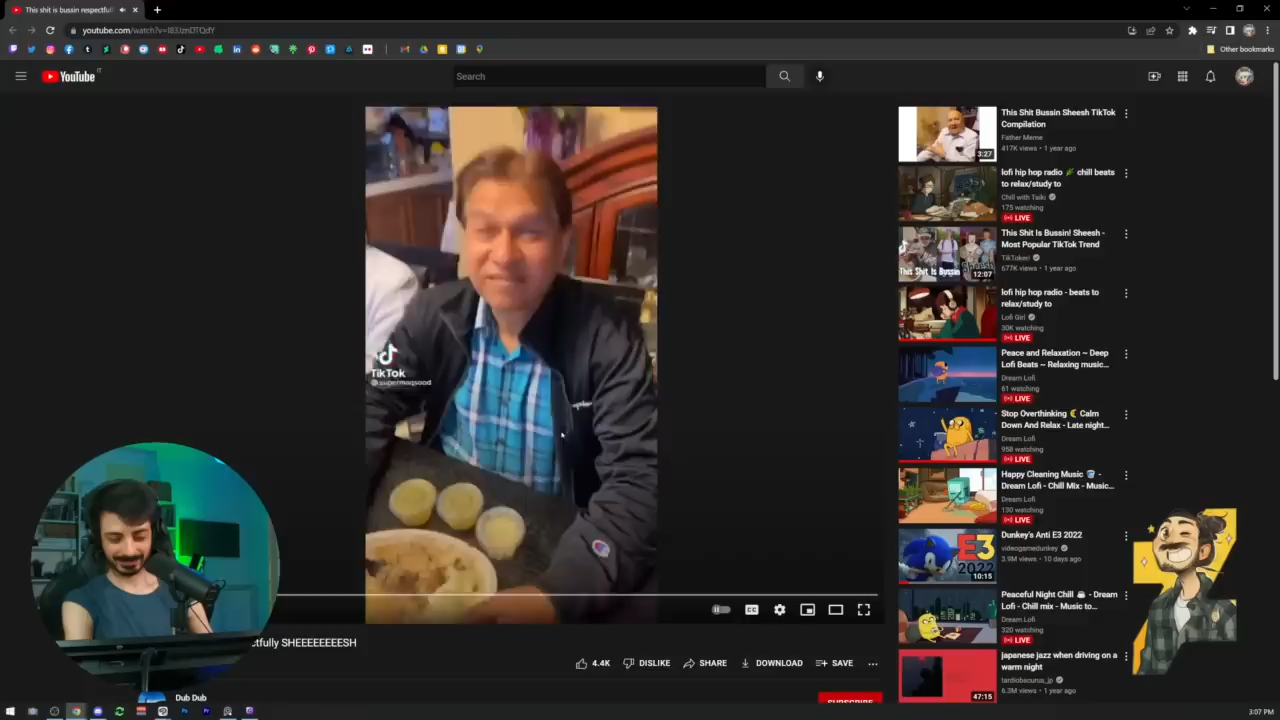 This shit is bussin respectful
youtube.com/watch?v=
Other bookmarks
YouTube IT
Search
TikTok
@supermaqsood
ctfully SHEEEEEEEESH
4.4K
DISLIKE
SHARE
DOWNLOAD
SAVE
Dub Dub
SUBSCRIBE
This Shit Bussin Sheesh TikTok
Compilation
Father Meme
417K views • 1 year ago
3:27
lofi hip hop radio 🌿 chill beats
to relax/study to
Chill with Taiki
175 watching
LIVE
This Shit Is Bussin! Sheesh -
Most Popular TikTok Trend
TikToker!
677K views • 1 year ago
This Shit Is Bussin
12:07
lofi hip hop radio - beats to
relax/study to
Lofi Girl
30K watching
LIVE
Peace and Relaxation ~ Deep
Lofi Beats ~ Relaxing music...
Dream Lofi
61 watching
LIVE
Stop Overthinking 🌜 Calm
Down And Relax - Late night...
Dream Lofi
958 watching
LIVE
Happy Cleaning Music 🗑 -
Dream Lofi - Chill Mix - Music...
Dream Lofi
130 watching
LIVE
Dunkey's Anti E3 2022
videogamedunkey
3.9M views • 10 days ago
E3
2022
10:15
Peaceful Night Chill ☕ - Dream
Lofi - Chill mix - Music to...
Dream Lofi
320 watching
LIVE
japanese jazz when driving on a
warm night
tardiobscurus_jp
6.3M views • 1 year ago
47:15
3:07 PM